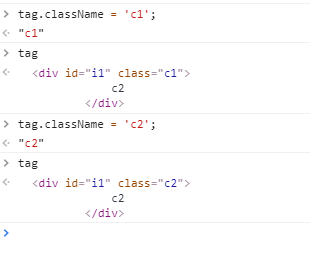 > tag.className = 'c1';
<· "c1"
> tag
<· <div id="i1" class="c1">
c2
</div>
> tag.className = 'c2';
<· "c2"
> tag
<· <div id="i1" class="c2">
c2
</div>
>